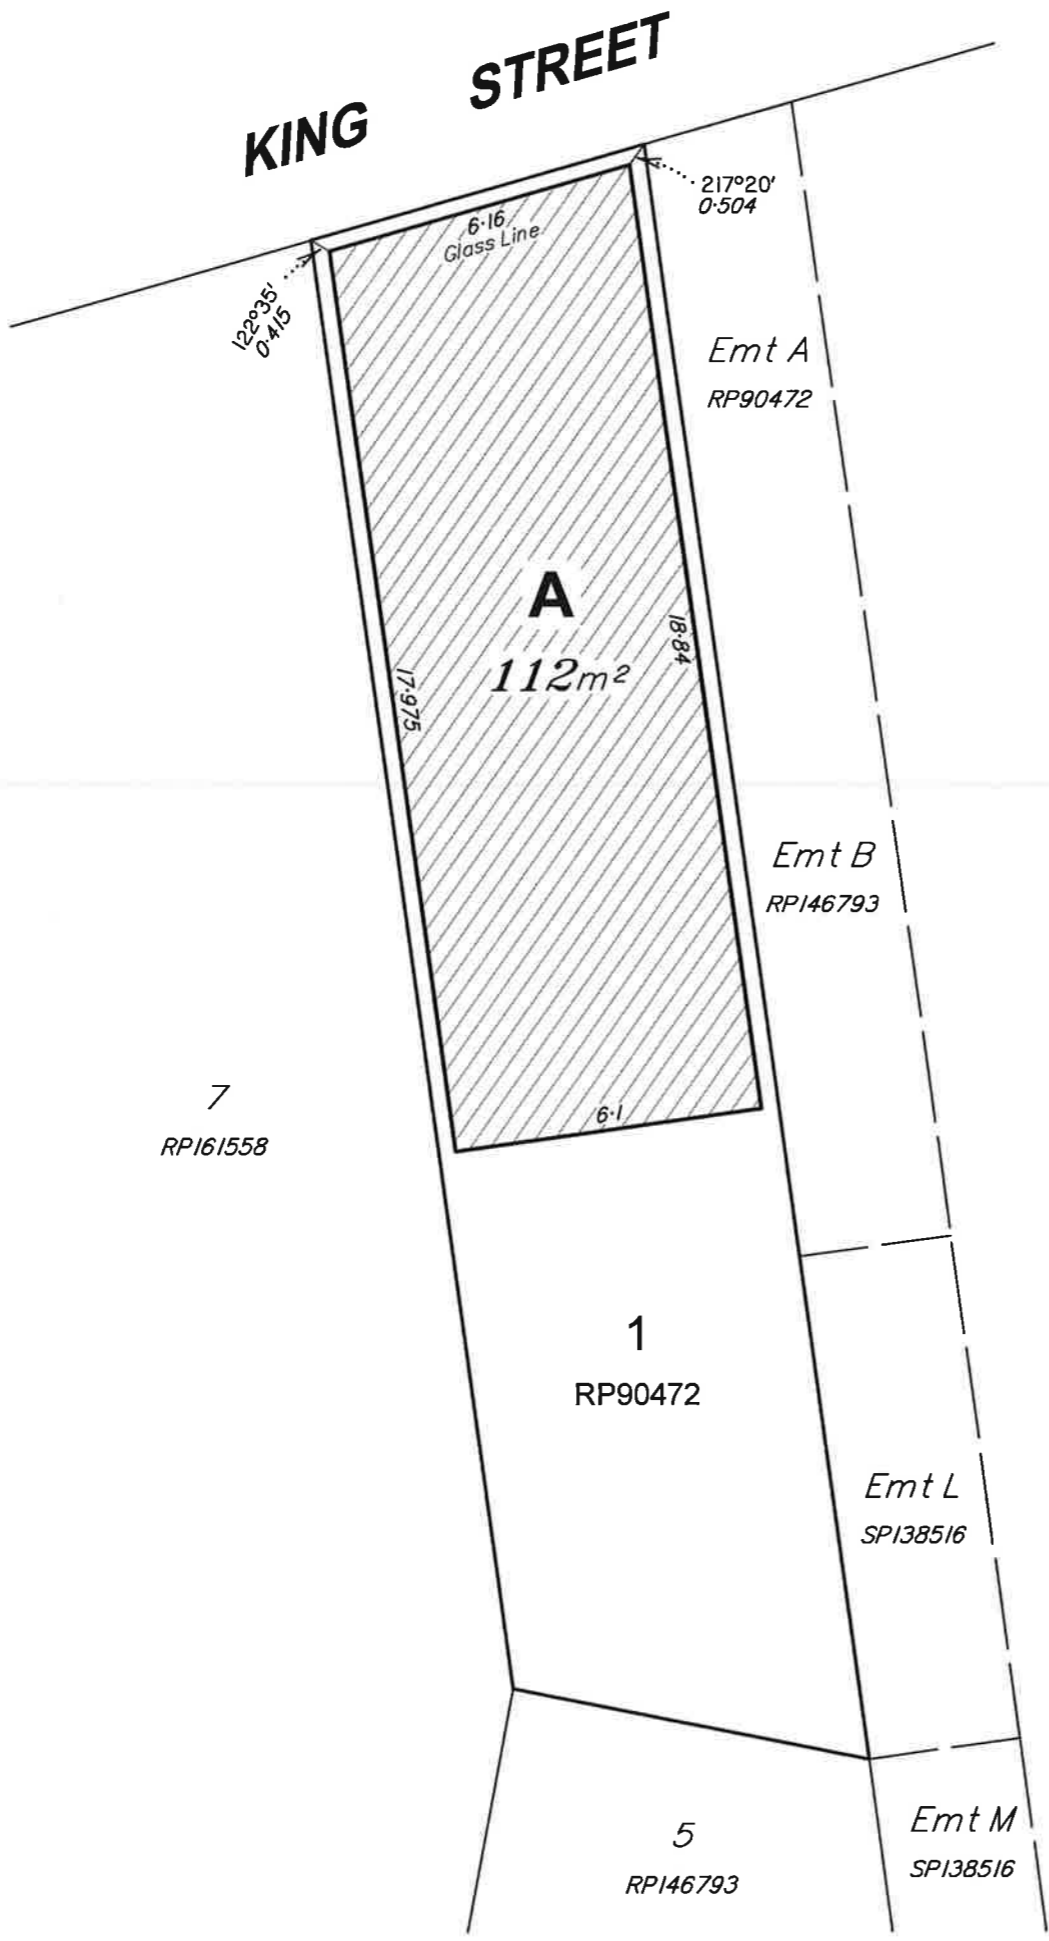 KING STREET
217°20'
0·504
6·16
Glass Line
122°35'
0·415
Emt A
RP90472
A
112m²
18·84
17·975
Emt B
RP146793
7
RP161558
6·1
1
RP90472
Emt L
SP138516
5
RP146793
Emt M
SP138516